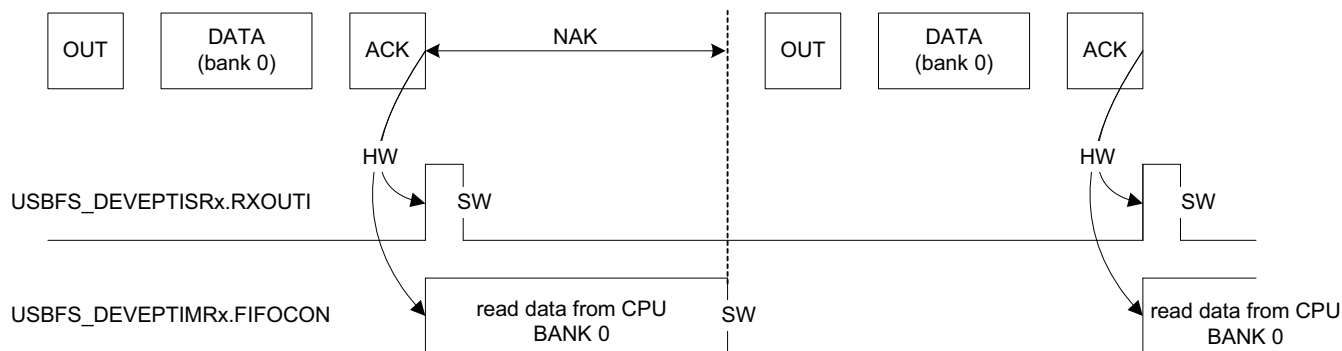 OUT
DATA
(bank 0)
ACK
NAK
OUT
DATA
(bank 0)
ACK
HW
HW
USBFS_DEVEPTISRx.RXOUTI
SW
SW
USBFS_DEVEPTIMRx.FIFOCON
read data from CPU
BANK 0
SW
read data from CPU
BANK 0